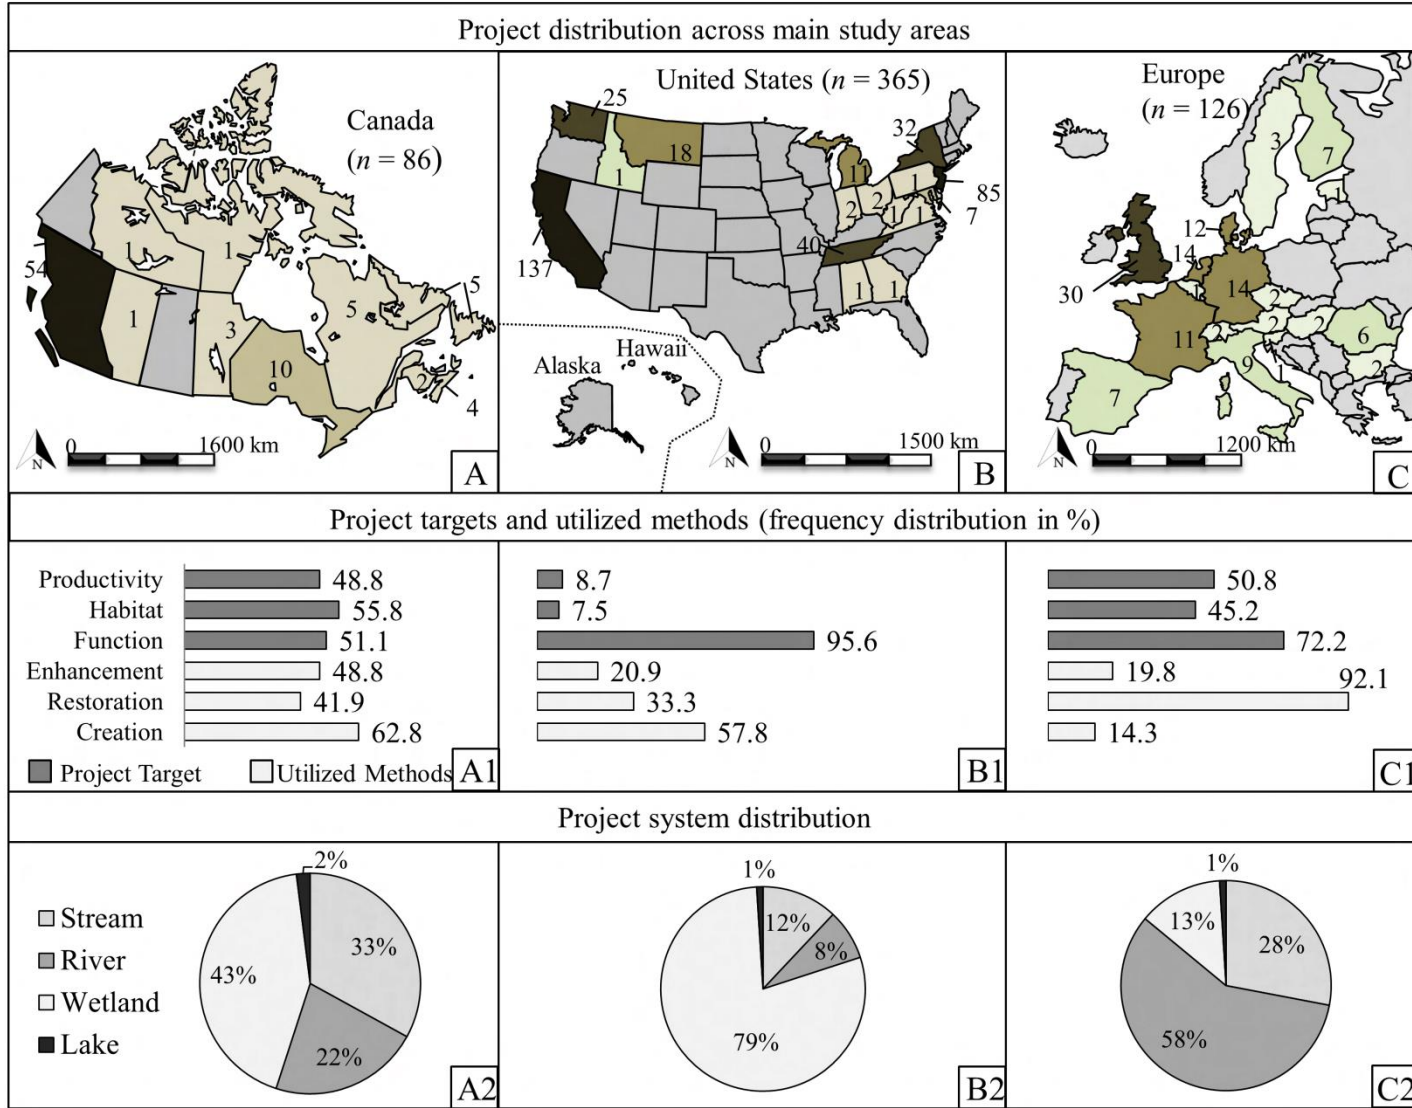 Project distribution across main study areas
Canada
(n = 86)
54
1
1
1
3
10
5
5
2
4
0
1600 km
N
A
United States (n = 365)
25
18
1
137
40
11
2
2
1
1
1
32
85
7
1
1
Alaska
Hawaii
0
1500 km
N
B
Europe
(n = 126)
3
7
1
12
14
1
30
14
2
11
2
2
2
6
9
1
2
7
0
1200 km
N
C
Project targets and utilized methods (frequency distribution in %)
Productivity
48.8
Habitat
55.8
Function
51.1
Enhancement
48.8
Restoration
41.9
Creation
62.8
Project Target
Utilized Methods
A1
8.7
7.5
95.6
20.9
33.3
57.8
B1
50.8
45.2
72.2
19.8
92.1
14.3
C1
Project system distribution
Stream
River
Wetland
Lake
2%
33%
43%
22%
A2
1%
12%
8%
79%
B2
1%
13%
28%
58%
C2